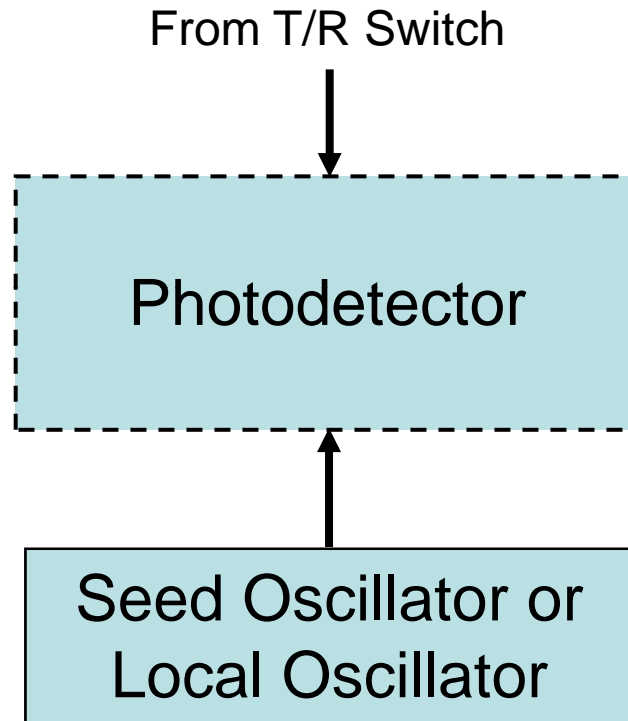 From T/R Switch
Photodetector
Seed Oscillator or
Local Oscillator